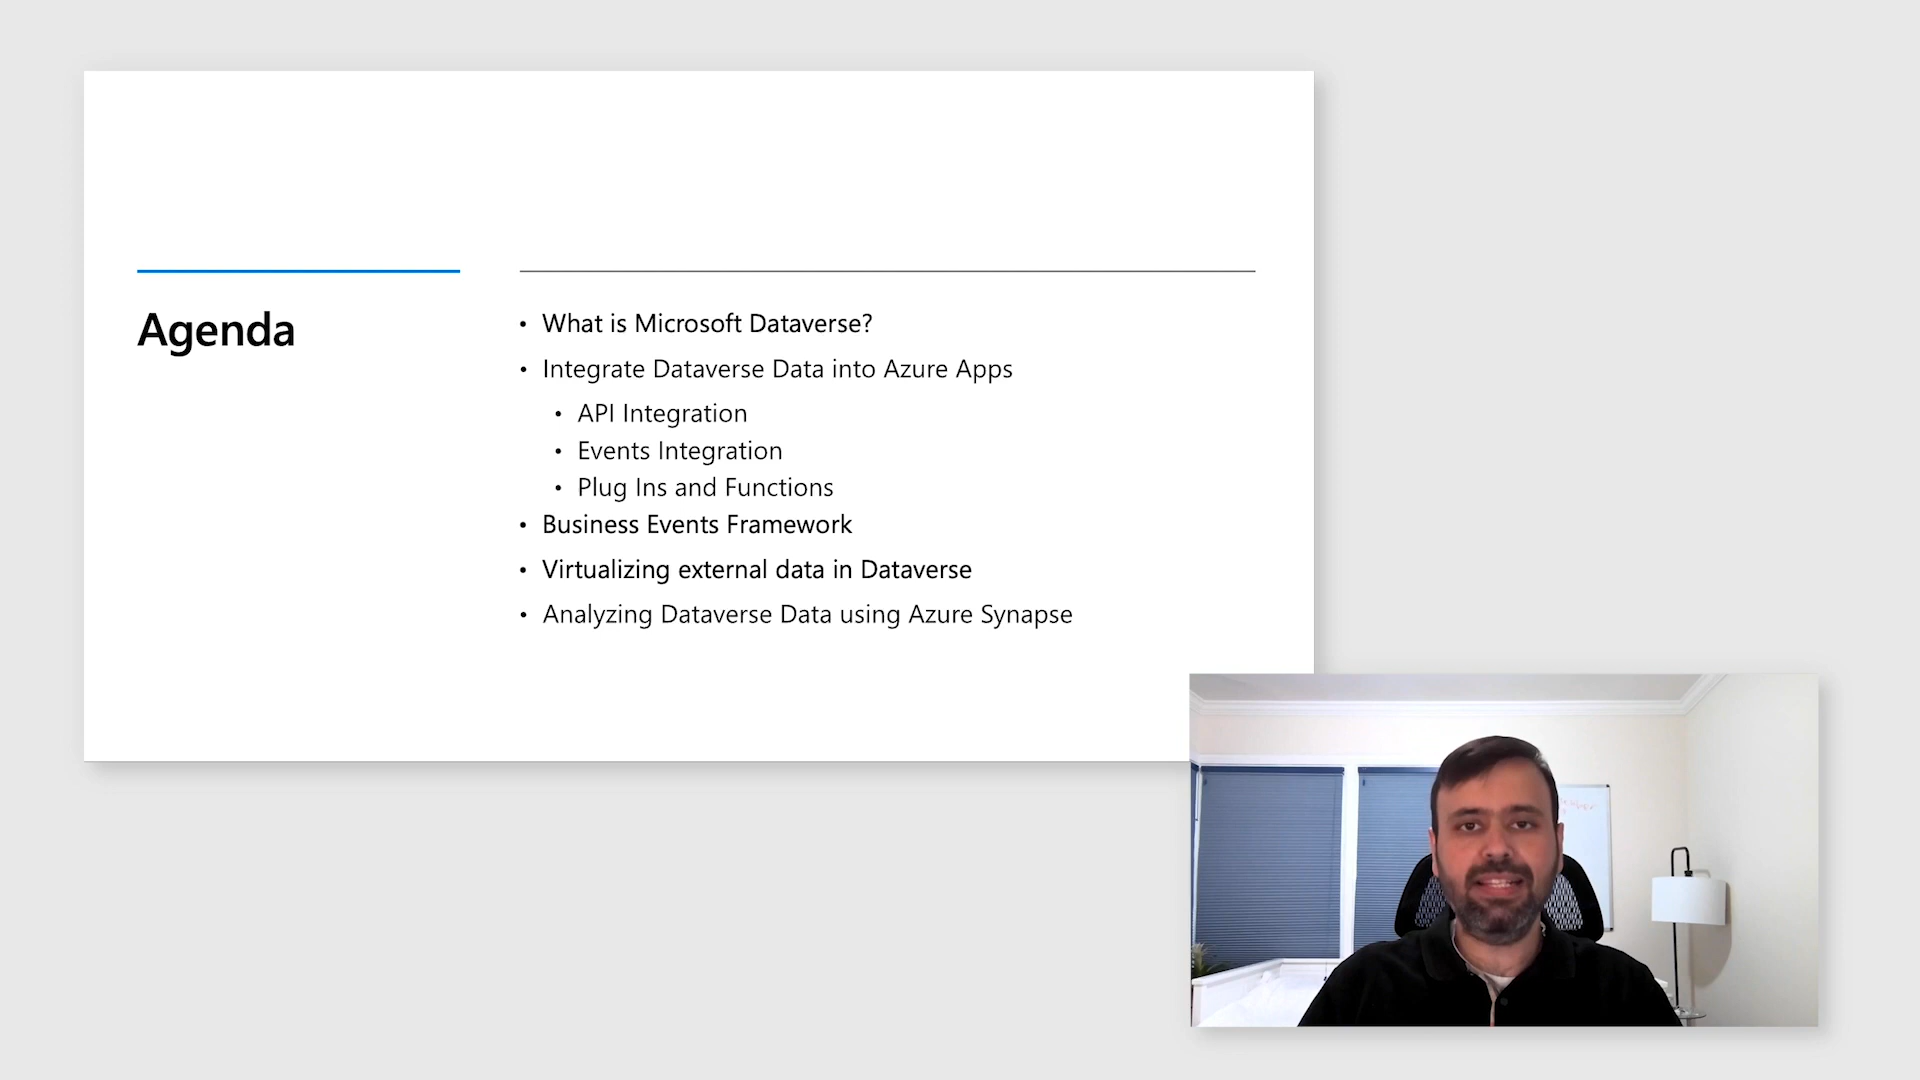 Agenda
• What is Microsoft Dataverse?
• Integrate Dataverse Data into Azure Apps
• API Integration
• Events Integration
• Plug Ins and Functions
• Business Events Framework
• Virtualizing external data in Dataverse
• Analyzing Dataverse Data using Azure Synapse